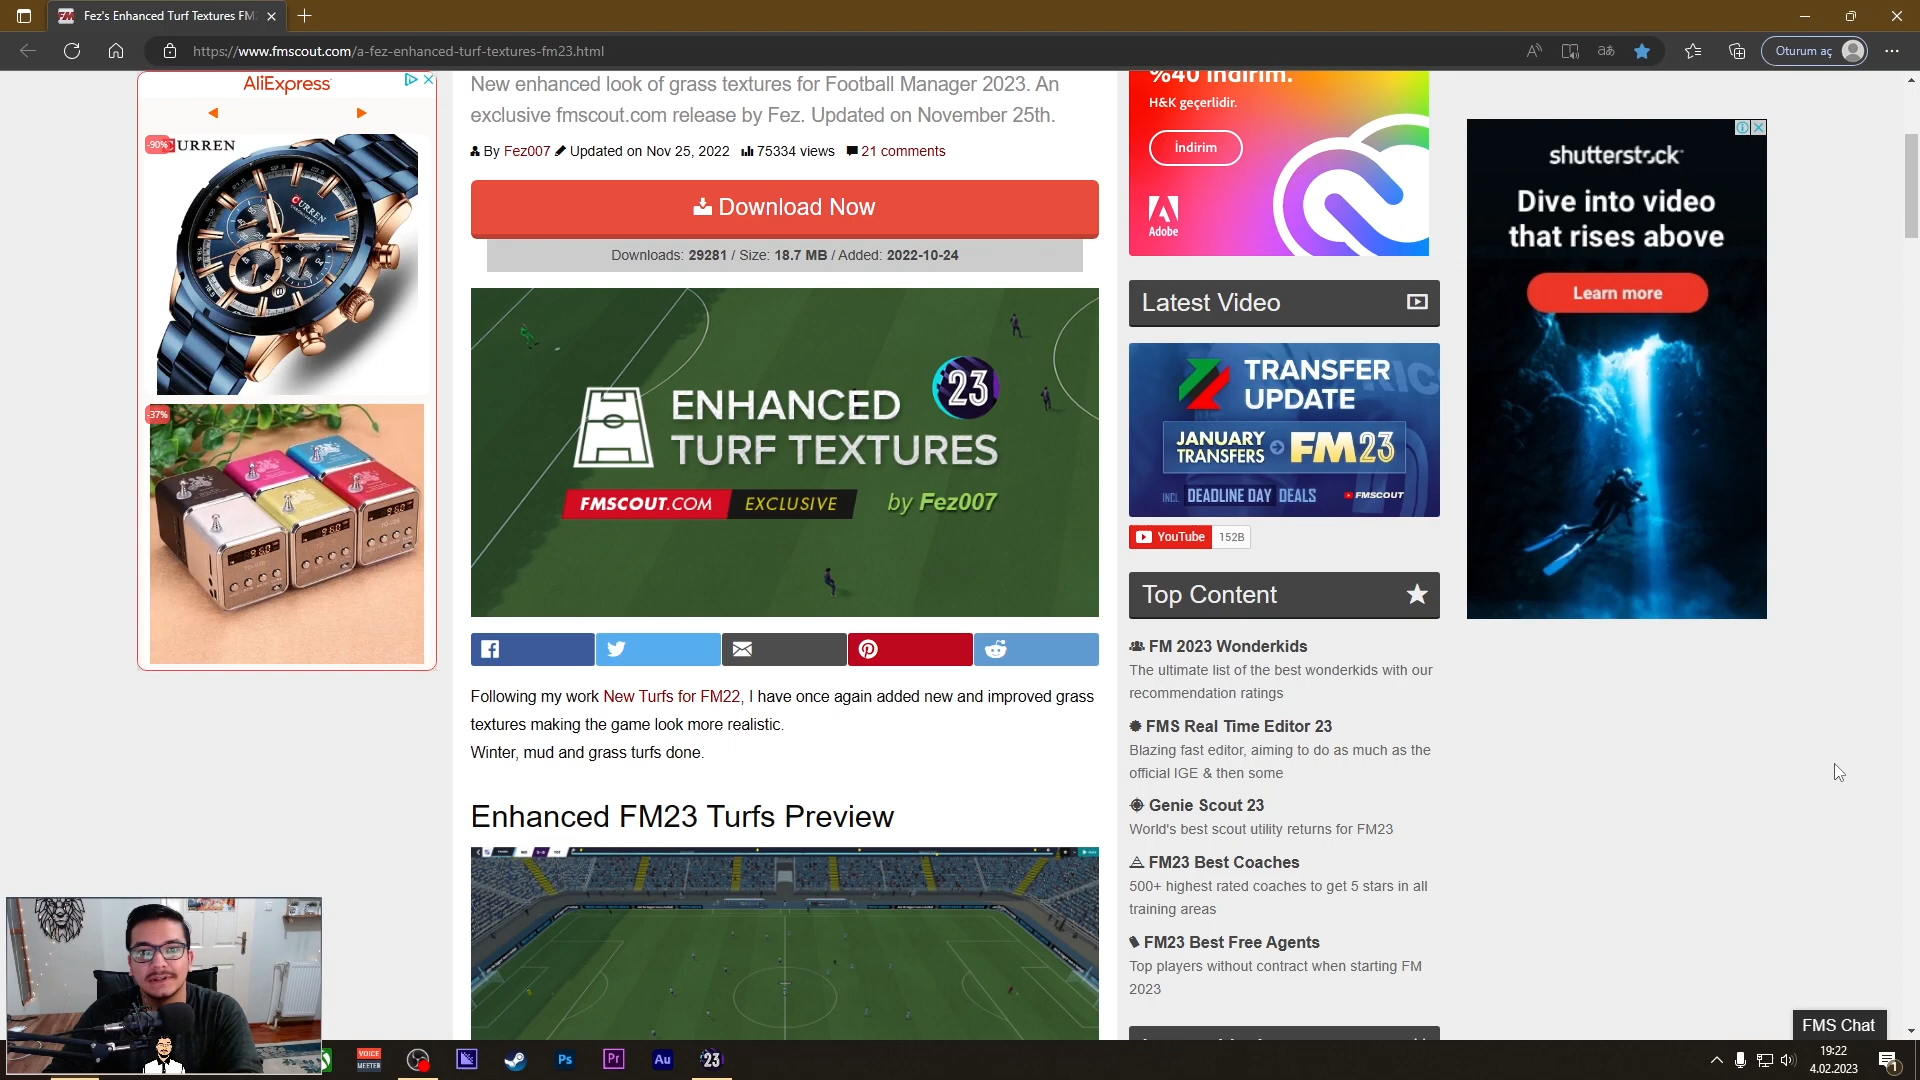 Fez's Enhanced Turf Textures FM2
https://www.fmscout.com/a-fez-enhanced-turf-textures-fm23.html
Oturum aç
AliExpress
-90%
CURREN
CURREN
-37%
New enhanced look of grass textures for Football Manager 2023. An
exclusive fmscout.com release by Fez. Updated on November 25th.
By Fez007 Updated on Nov 25, 2022 75334 views 21 comments
Download Now
Downloads: 29281 / Size: 18.7 MB / Added: 2022-10-24
23
ENHANCED
TURF TEXTURES
FMSCOUT.COM EXCLUSIVE by Fez007
Following my work New Turfs for FM22, I have once again added new and improved grass
textures making the game look more realistic.
Winter, mud and grass turfs done.
Enhanced FM23 Turfs Preview
%40 indirim.
H&K geçerlidir.
İndirim
Adobe
Latest Video
TRANSFER
UPDATE
JANUARY
TRANSFERS FM23
INCL DEADLINE DAY DEALS FMSCOUT
YouTube 152B
Top Content
FM 2023 Wonderkids
The ultimate list of the best wonderkids with our
recommendation ratings
FMS Real Time Editor 23
Blazing fast editor, aiming to do as much as the
official IGE & then some
Genie Scout 23
World's best scout utility returns for FM23
FM23 Best Coaches
500+ highest rated coaches to get 5 stars in all
training areas
FM23 Best Free Agents
Top players without contract when starting FM
2023
shutterstock
Dive into video
that rises above
Learn more
FMS Chat
VOICE
MEETER
Ps
Pr
Au
23
19:22
4.02.2023
1